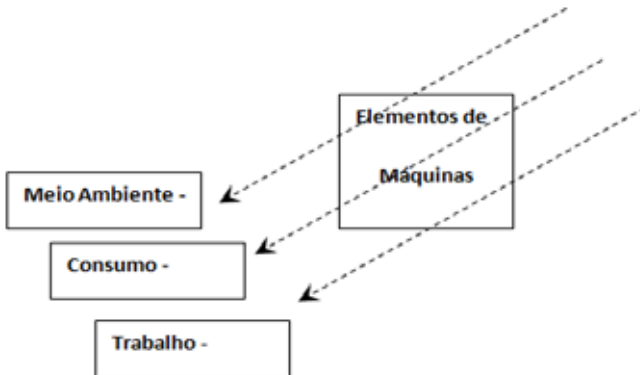 Elementos de
Máquinas
Meio Ambiente -
Consumo -
Trabalho -